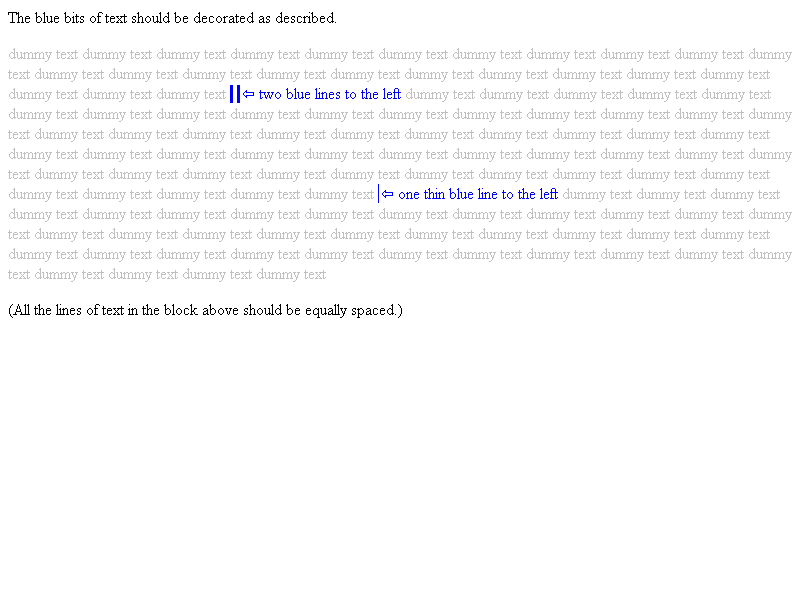 The blue bits of text should be decorated as described.
dummy text dummy text dummy text dummy text dummy text dummy text dummy text dummy text dummy text dummy text dummy
text dummy text dummy text dummy text dummy text dummy text dummy text dummy text dummy text dummy text dummy text
dummy text dummy text dummy text ⇦ two blue lines to the left dummy text dummy text dummy text dummy text dummy text
dummy text dummy text dummy text dummy text dummy text dummy text dummy text dummy text dummy text dummy text dummy
text dummy text dummy text dummy text dummy text dummy text dummy text dummy text dummy text dummy text dummy text
dummy text dummy text dummy text dummy text dummy text dummy text dummy text dummy text dummy text dummy text dummy
text dummy text dummy text dummy text dummy text dummy text dummy text dummy text dummy text dummy text dummy text
dummy text dummy text dummy text dummy text dummy text ⇦ one thin blue line to the left dummy text dummy text dummy text
dummy text dummy text dummy text dummy text dummy text dummy text dummy text dummy text dummy text dummy text dummy
text dummy text dummy text dummy text dummy text dummy text dummy text dummy text dummy text dummy text dummy text
dummy text dummy text dummy text dummy text dummy text dummy text dummy text dummy text dummy text dummy text dummy
text dummy text dummy text dummy text dummy text
(All the lines of text in the block above should be equally spaced.)